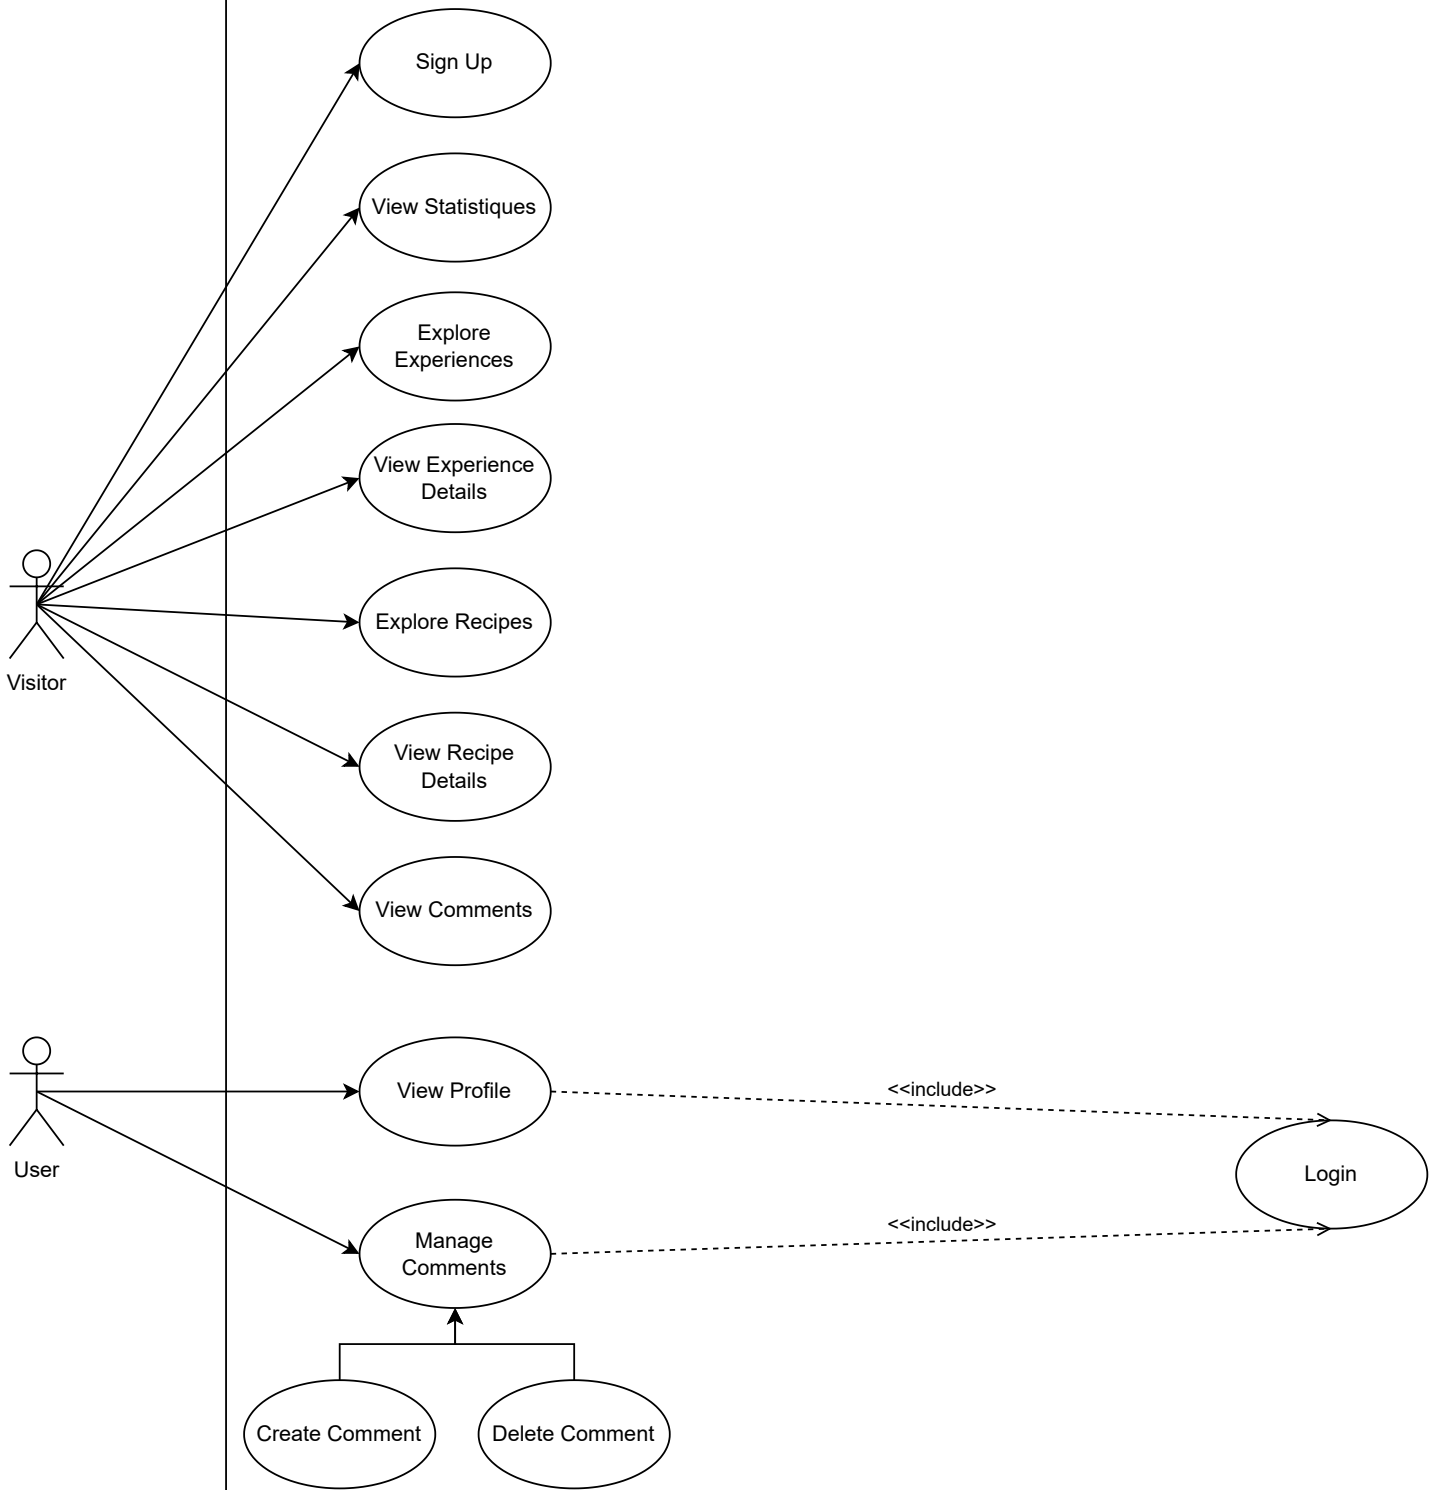 Sign Up
View Statistiques
Explore
Experiences
View Experience
Details
Explore Recipes
Visitor
View Recipe
Details
View Comments
View Profile
<<include>>
User
Login
Manage
Comments
<<include>>
Create Comment
Delete Comment